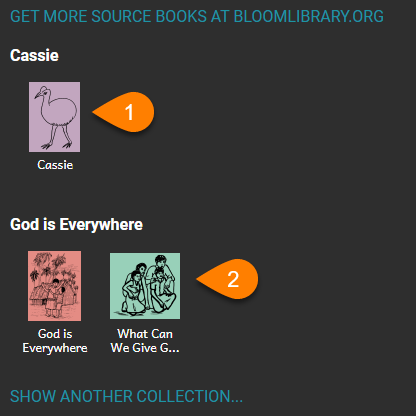 GET MORE SOURCE BOOKS AT BLOOMLIBRARY.ORG
Cassie
1
Cassie
God is Everywhere
2
God is
Everywhere
What Can
We Give G...
SHOW ANOTHER COLLECTION...